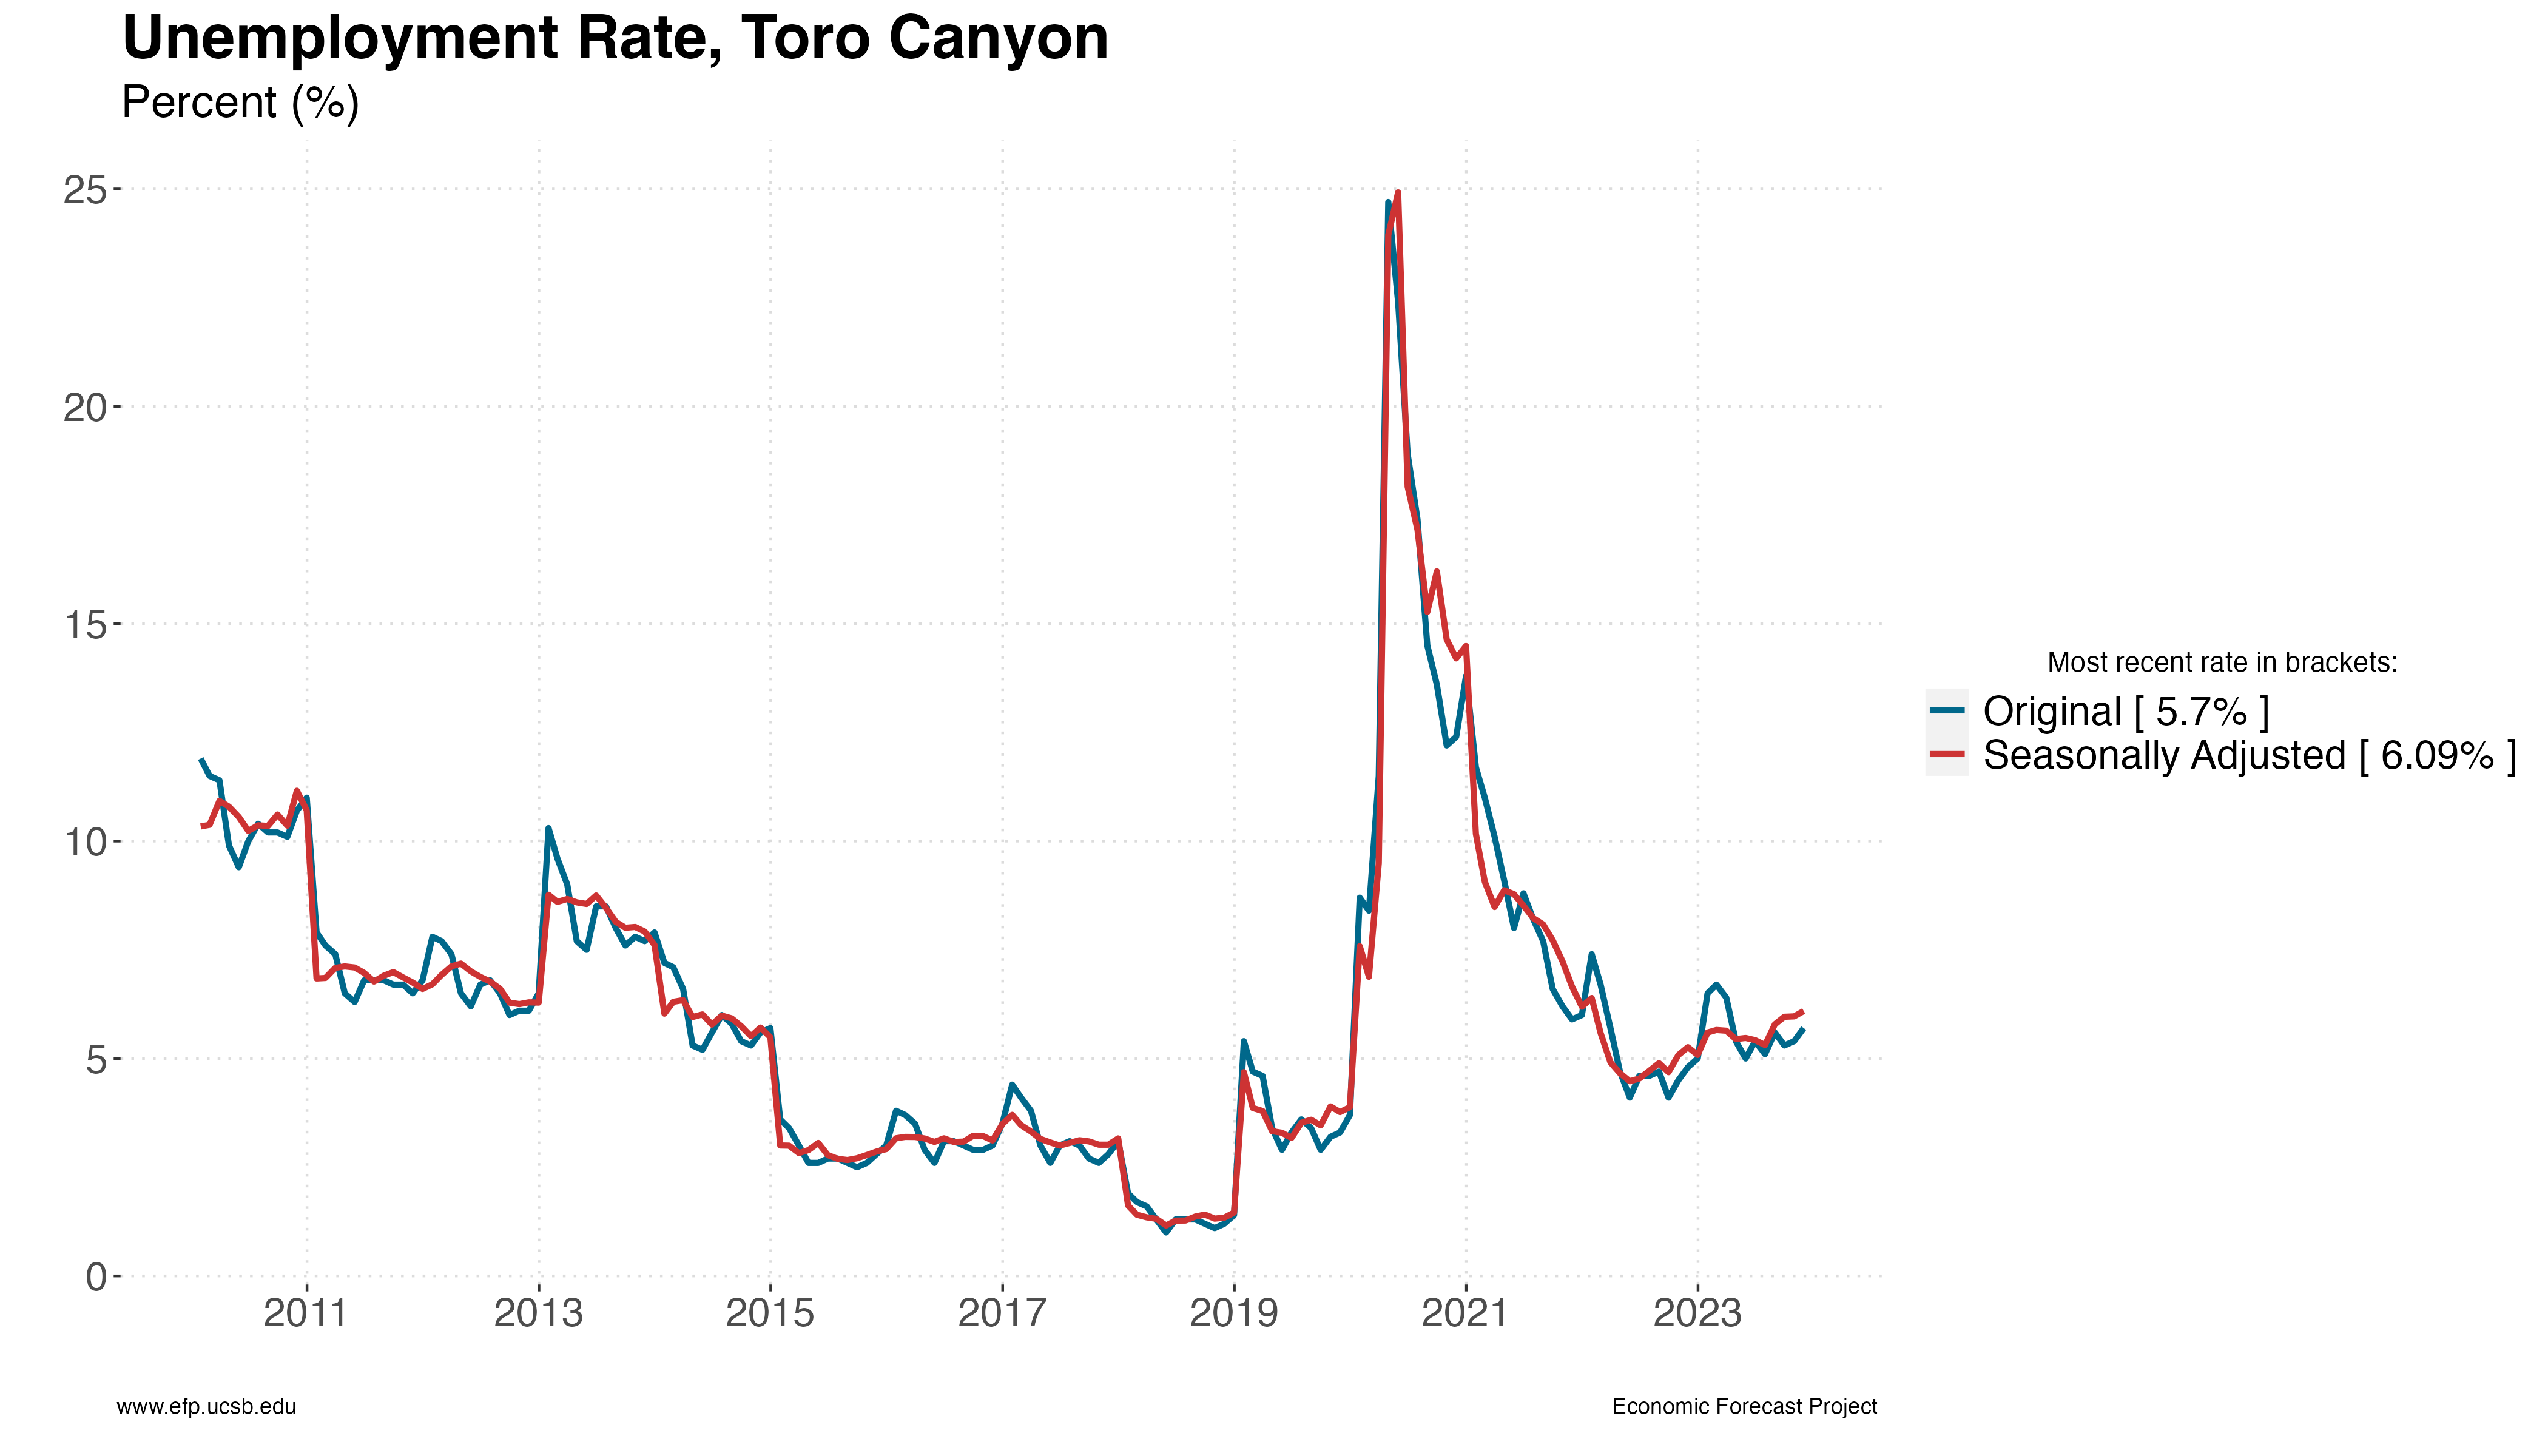 Unemployment Rate, Toro Canyon
Percent (%)
25
20
15
10
5
0
2011 2013 2015 2017 2019 2021 2023
Most recent rate in brackets:
Original [ 5.7% ]
Seasonally Adjusted [ 6.09% ]
www.efp.ucsb.edu
Economic Forecast Project